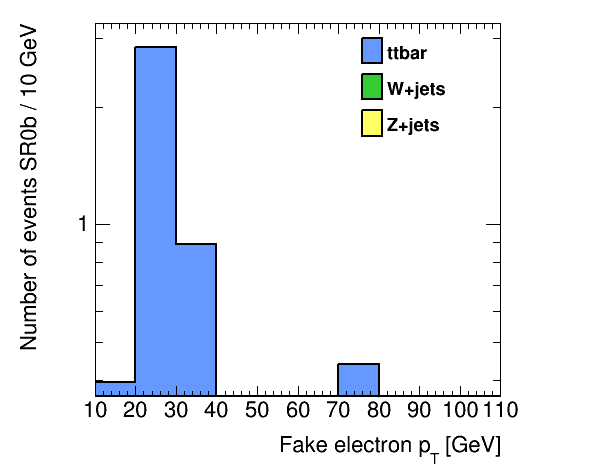 Number of events SR0b / 10 GeV
ttbar
W+jets
Z+jets
1
10 20 30 40 50 60 70 80 90 100 110
Fake electron p_T [GeV]